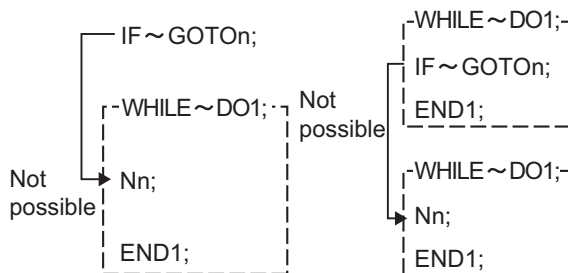 IF～GOTOn;
WHILE～DO1;
Not
possible
Nn;
END1;
WHILE～DO1;
IF～GOTOn;
Not
possible
END1;
WHILE～DO1;
Nn;
END1;